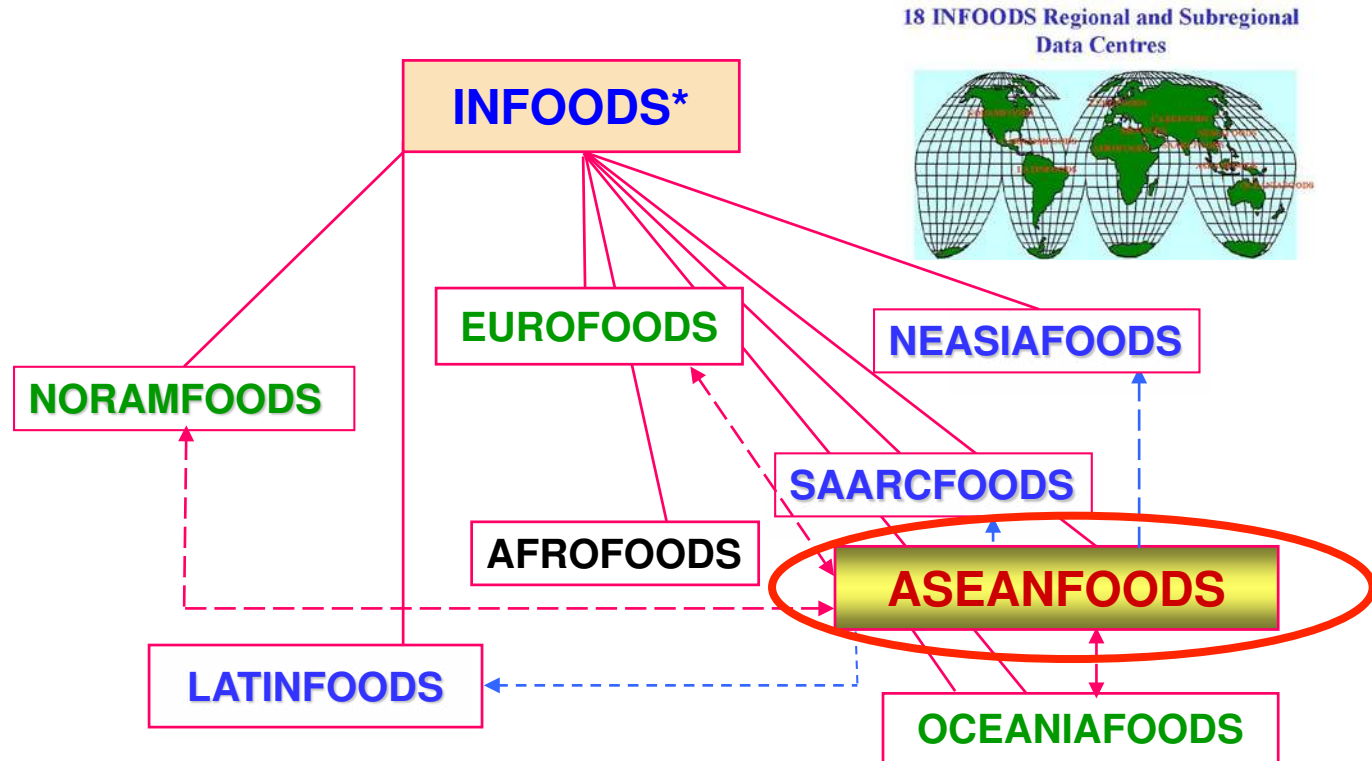 18 INFOODS Regional and Subregional
Data Centres
INFOODS*
EUROFOODS
NEASIAFOODS
NORAMFOODS
SAARCFOODS
AFROFOODS
ASEANFOODS
LATINFOODS
OCEANIAFOODS